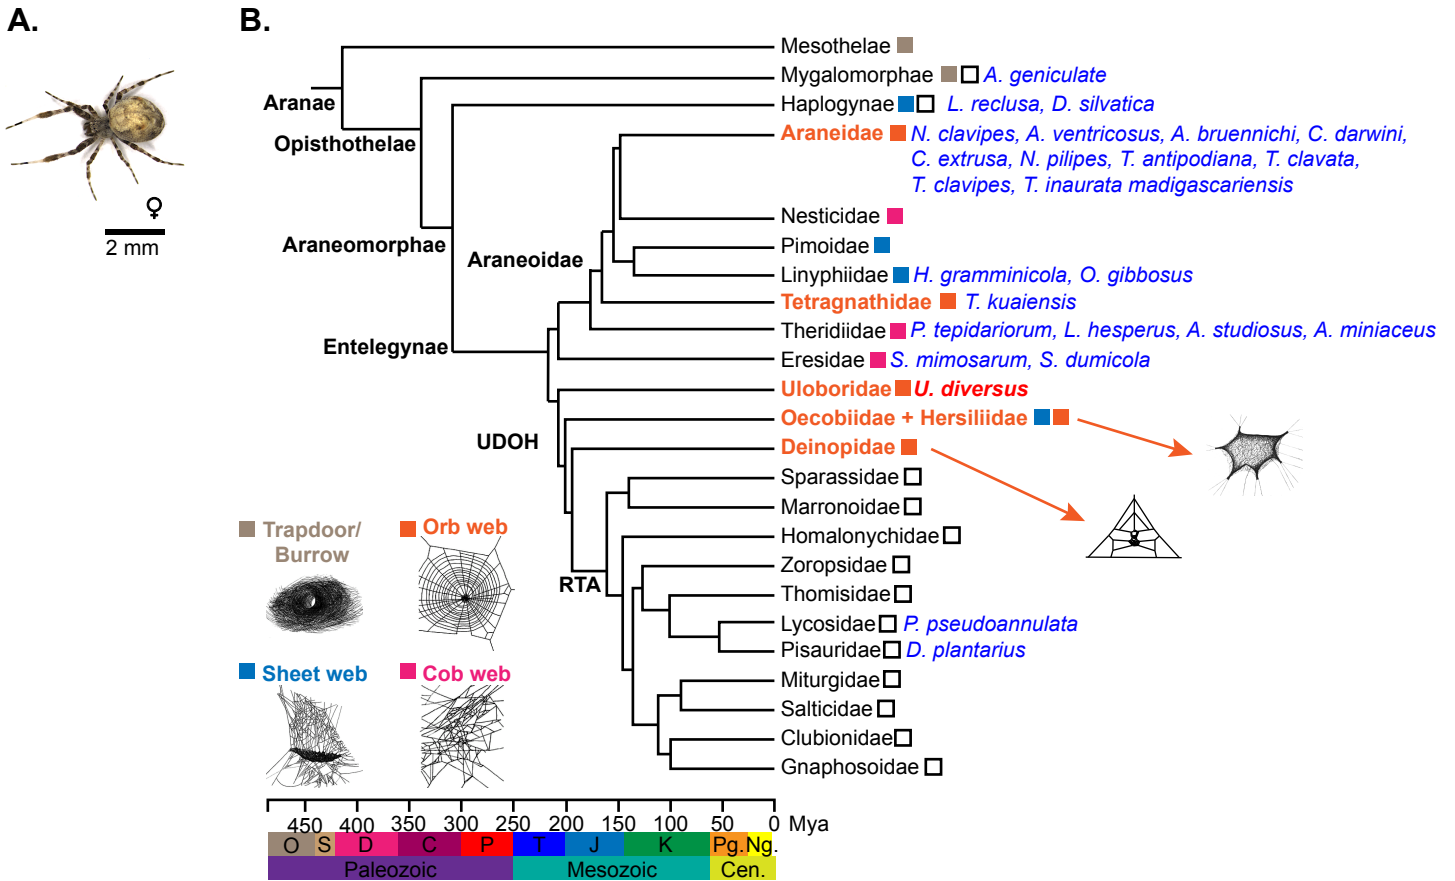 A.
B.
♀
2 mm
Aranae
Opisthothelae
Araneomorphae
Entelegynae
Araneoidae
UDOH
RTA
Mesothelae
Mygalomorphae A. geniculate
Haplogynae L. reclusa, D. silvatica
Araneidae N. clavipes, A. ventricosus, A. bruennichi, C. darwini,
C. extrusa, N. pilipes, T. antipodiana, T. clavata,
T. clavipes, T. inaurata madigascariensis
Nesticidae
Pimoidae
Linyphiidae H. gramminicola, O. gibbosus
Tetragnathidae T. kuaiensis
Theridiidae P. tepidariorum, L. hesperus, A. studiosus, A. miniaceus
Eresidae S. mimosarum, S. dumicola
Uloboridae U. diversus
Oecobiidae + Hersiliidae
Deinopidae
Sparassidae
Marronoidae
Homalonychidae
Zoropsidae
Thomisidae
Lycosidae P. pseudoannulata
Pisauridae D. plantarius
Miturgidae
Salticidae
Clubionidae
Gnaphosoidae
Trapdoor/
Burrow
Orb web
Sheet web
Cob web
450 400 350 300 250 200 150 100 50 0 Mya
O S D C P T J K Pg. Ng.
Paleozoic Mesozoic Cen.